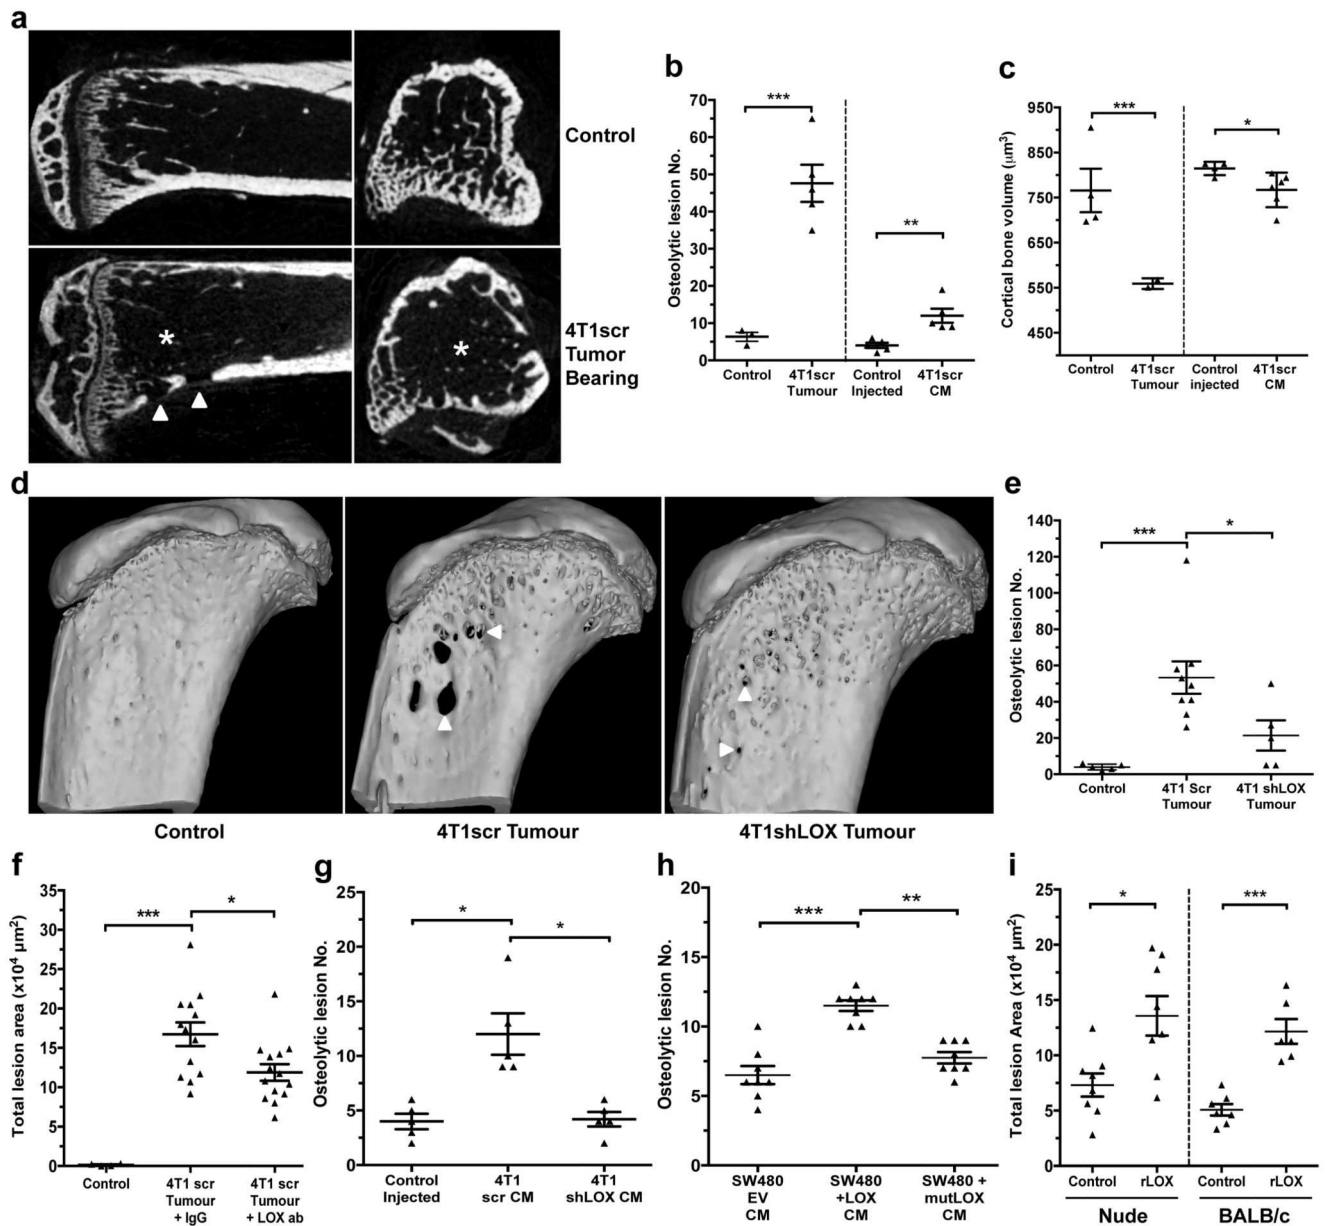 a
Control
4T1scr
Tumor
Bearing
*
*
b
Osteolytic lesion No.
70
60
50
40
30
20
10
0
***
**
Control
4T1scr
Tumour
Control
Injected
4T1scr
CM
c
Cortical bone volume (μm³)
950
850
750
650
550
450
***
*
Control
4T1scr
Tumour
Control
injected
4T1scr
CM
d
Control
4T1scr Tumour
4T1shLOX Tumour
e
Osteolytic lesion No.
140
120
100
80
60
40
20
0
***
*
Control
4T1 Scr
Tumour
4T1 shLOX
Tumour
f
Total lesion area (x10⁴ μm²)
35
30
25
20
15
10
5
0
***
*
Control
4T1 scr
Tumour
+ IgG
4T1 scr
Tumour
+ LOX ab
g
Osteolytic lesion No.
25
20
15
10
5
0
*
*
Control
Injected
4T1
scr CM
4T1
shLOX CM
h
Osteolytic lesion No.
20
15
10
5
0
***
**
SW480
EV
CM
SW480
+LOX
CM
SW480 +
mutLOX
CM
i
Total lesion Area (x10⁴ μm²)
25
20
15
10
5
0
*
***
Control
rLOX
Control
rLOX
Nude
BALB/c